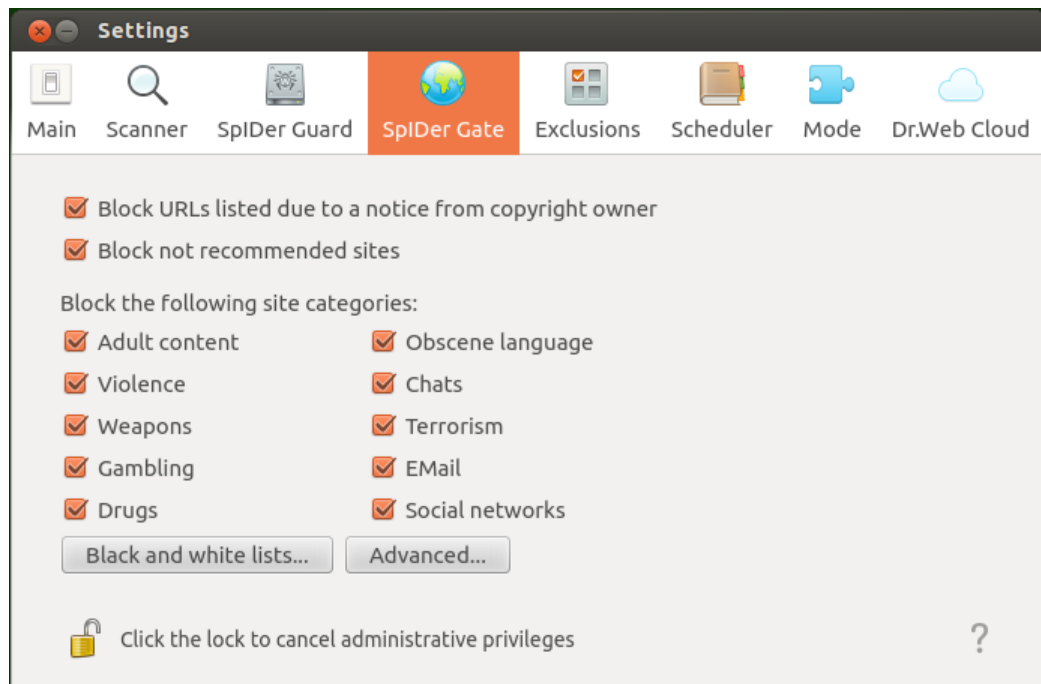 Settings
Main Scanner SpIDer Guard SpIDer Gate Exclusions Scheduler Mode Dr.Web Cloud
Block URLs listed due to a notice from copyright owner
Block not recommended sites
Block the following site categories:
Adult content Obscene language
Violence Chats
Weapons Terrorism
Gambling EMail
Drugs Social networks
Black and white lists... Advanced...
Click the lock to cancel administrative privileges ?